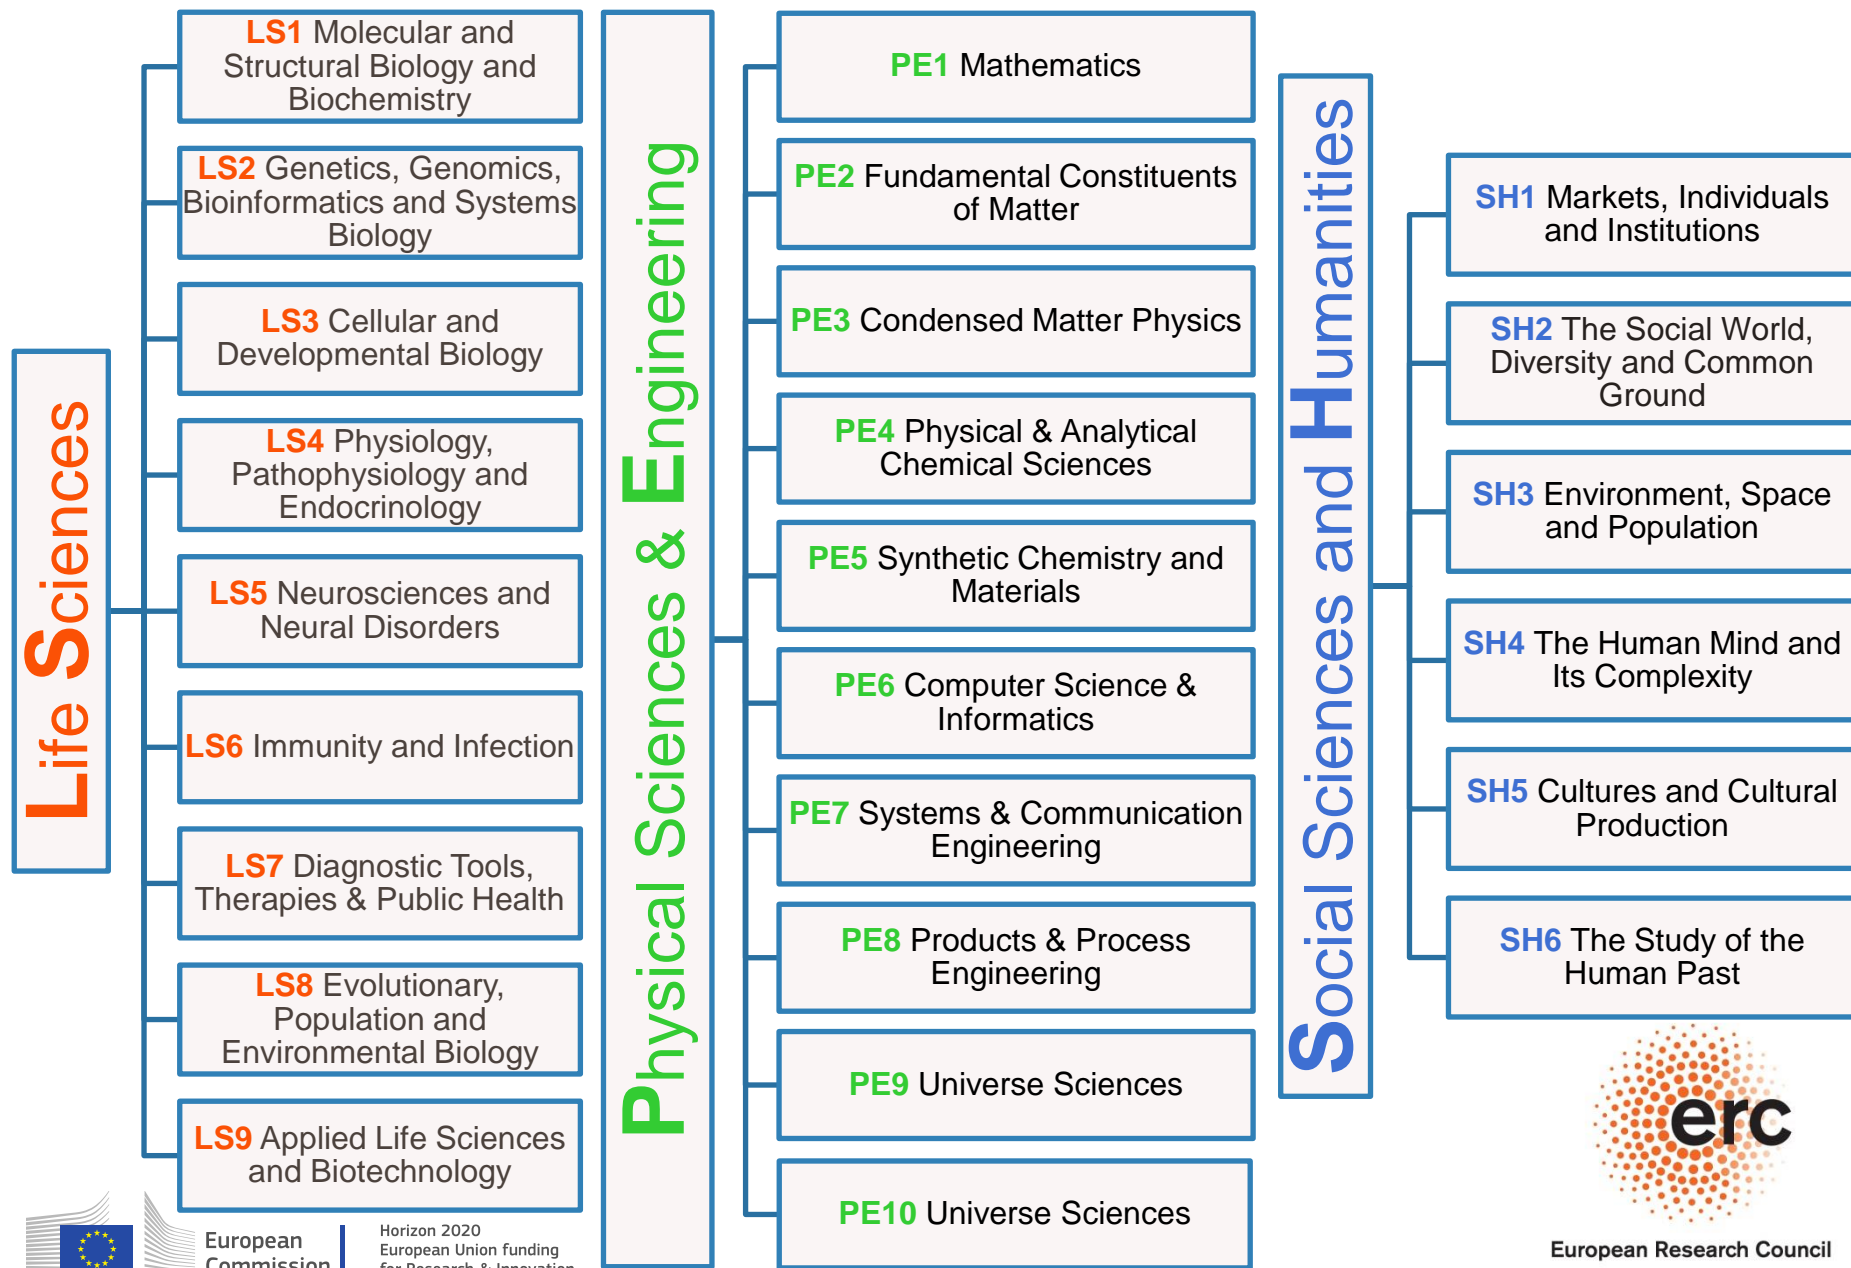 Life Sciences
LS1 Molecular and
Structural Biology and
Biochemistry
LS2 Genetics, Genomics,
Bioinformatics and Systems
Biology
LS3 Cellular and
Developmental Biology
LS4 Physiology,
Pathophysiology and
Endocrinology
LS5 Neurosciences and
Neural Disorders
LS6 Immunity and Infection
LS7 Diagnostic Tools,
Therapies & Public Health
LS8 Evolutionary,
Population and
Environmental Biology
LS9 Applied Life Sciences
and Biotechnology
Physical Sciences & Engineering
PE1 Mathematics
PE2 Fundamental Constituents
of Matter
PE3 Condensed Matter Physics
PE4 Physical & Analytical
Chemical Sciences
PE5 Synthetic Chemistry and
Materials
PE6 Computer Science &
Informatics
PE7 Systems & Communication
Engineering
PE8 Products & Process
Engineering
PE9 Universe Sciences
PE10 Universe Sciences
Social Sciences and Humanities
SH1 Markets, Individuals
and Institutions
SH2 The Social World,
Diversity and Common
Ground
SH3 Environment, Space
and Population
SH4 The Human Mind and
Its Complexity
SH5 Cultures and Cultural
Production
SH6 The Study of the
Human Past
erc
European Research Council
European
Commission
Horizon 2020
European Union funding
for Research & Innovation